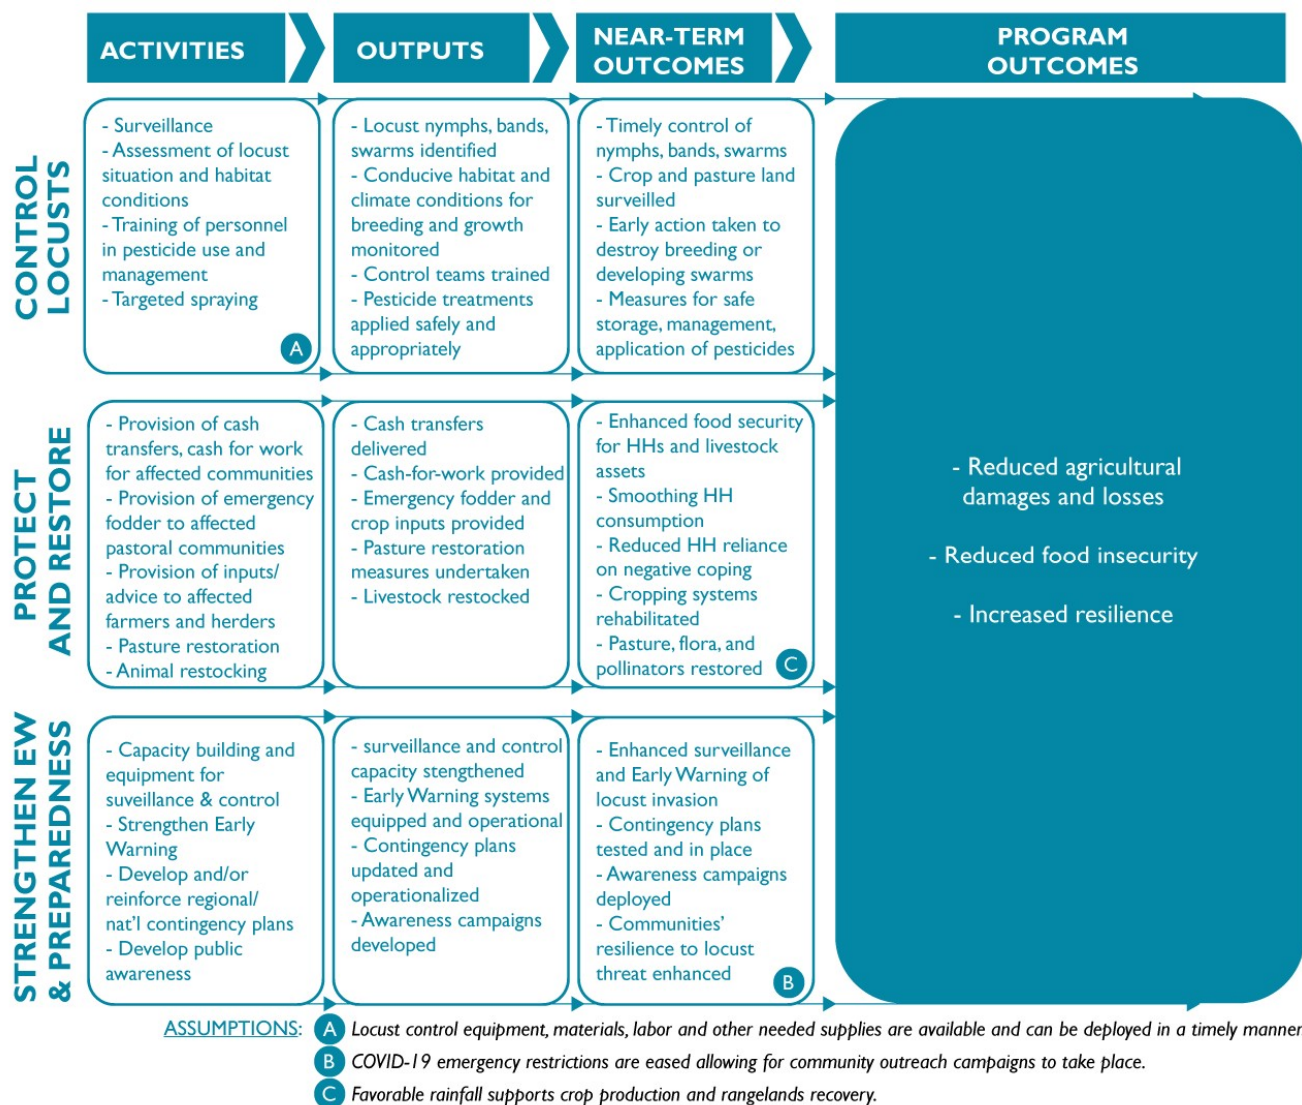 ACTIVITIES
OUTPUTS
NEAR-TERM
OUTCOMES
PROGRAM
OUTCOMES
CONTROL
LOCUSTS
- Surveillance
- Assessment of locust
situation and habitat
conditions
- Training of personnel
in pesticide use and
management
- Targeted spraying
A
- Locust nymphs, bands,
swarms identified
- Conducive habitat and
climate conditions for
breeding and growth
monitored
- Control teams trained
- Pesticide treatments
applied safely and
appropriately
- Timely control of
nymphs, bands, swarms
- Crop and pasture land
surveilled
- Early action taken to
destroy breeding or
developing swarms
- Measures for safe
storage, management,
application of pesticides
PROTECT
AND RESTORE
- Provision of cash
transfers, cash for work
for affected communities
- Provision of emergency
fodder to affected
pastoral communities
- Provision of inputs/
advice to affected
farmers and herders
- Pasture restoration
- Animal restocking
- Cash transfers
delivered
- Cash-for-work provided
- Emergency fodder and
crop inputs provided
- Pasture restoration
measures undertaken
- Livestock restocked
- Enhanced food security
for HHs and livestock
assets
- Smoothing HH
consumption
- Reduced HH reliance
on negative coping
- Cropping systems
rehabilitated
- Pasture, flora, and
pollinators restored
C
STRENGTHEN EW
& PREPAREDNESS
- Capacity building and
equipment for
suveillance & control
- Strengthen Early
Warning
- Develop and/or
reinforce regional/
nat'l contingency plans
- Develop public
awareness
- surveillance and control
capacity stengthened
- Early Warning systems
equipped and operational
- Contingency plans
updated and
operationalized
- Awareness campaigns
developed
- Enhanced surveillance
and Early Warning of
locust invasion
- Contingency plans
tested and in place
- Awareness campaigns
deployed
- Communities'
resilience to locust
threat enhanced
B
- Reduced agricultural
damages and losses
- Reduced food insecurity
- Increased resilience
ASSUMPTIONS: A Locust control equipment, materials, labor and other needed supplies are available and can be deployed in a timely manner
B COVID-19 emergency restrictions are eased allowing for community outreach campaigns to take place.
C Favorable rainfall supports crop production and rangelands recovery.